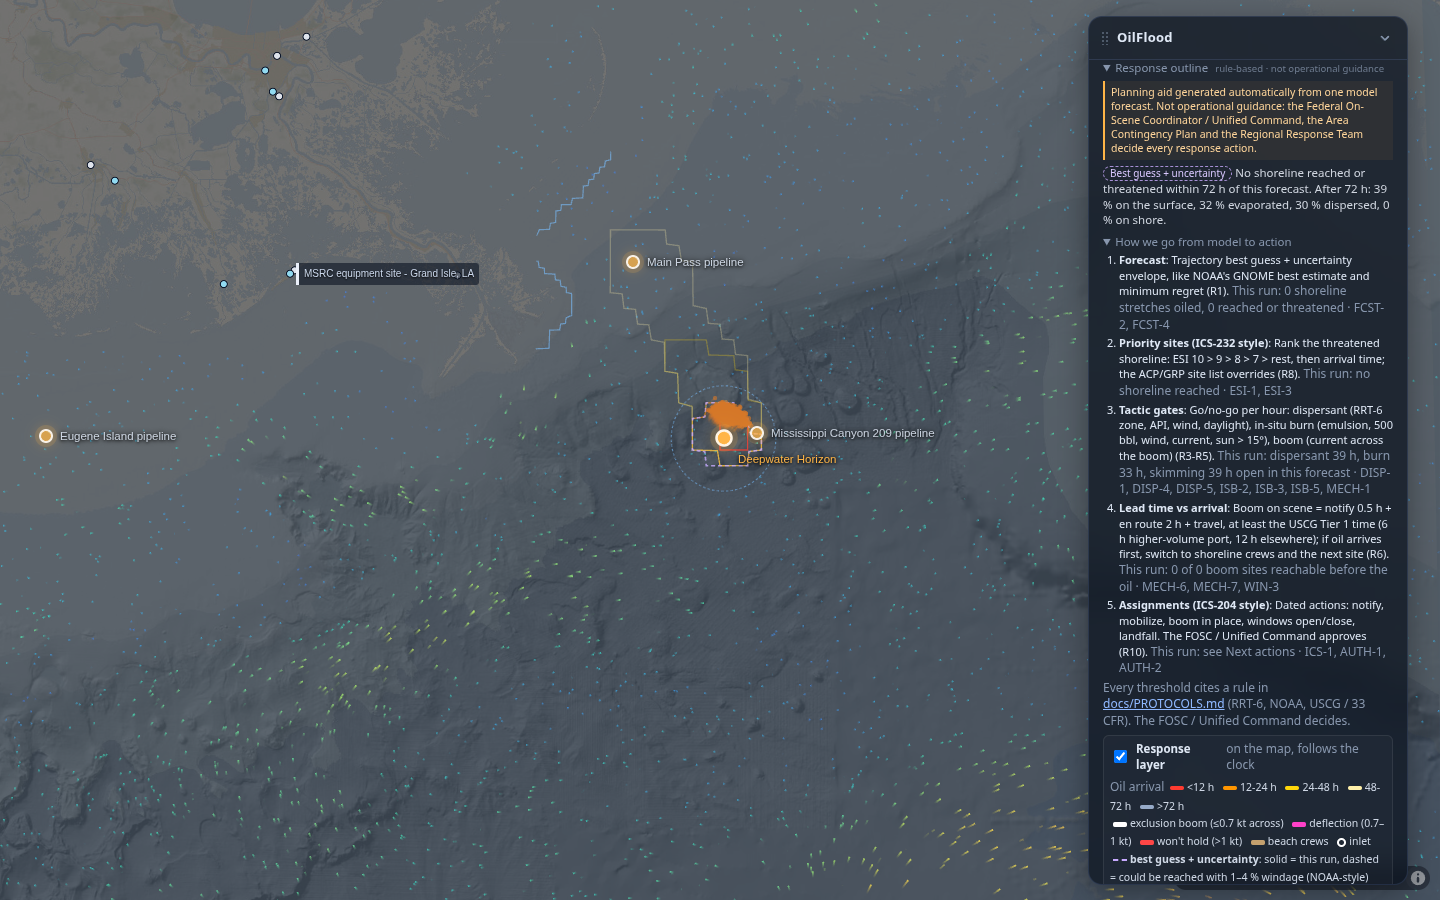 OilFlood
Response outline rule-based · not operational guidance
Planning aid generated automatically from one model
forecast. Not operational guidance: the Federal On-
Scene Coordinator / Unified Command, the Area
Contingency Plan and the Regional Response Team
decide every response action.
Best guess + uncertainty No shoreline reached or
threatened within 72 h of this forecast. After 72 h: 39
% on the surface, 32 % evaporated, 30 % dispersed, 0
% on shore.
How we go from model to action
1. Forecast: Trajectory best guess + uncertainty
envelope, like NOAA's GNOME best estimate and
minimum regret (R1). This run: 0 shoreline
stretches oiled, 0 reached or threatened · FCST-
2, FCST-4
2. Priority sites (ICS-232 style): Rank the threatened
shoreline: ESI 10 > 9 > 8 > 7 > rest, then arrival time;
the ACP/GRP site list overrides (R8). This run: no
shoreline reached · ESI-1, ESI-3
3. Tactic gates: Go/no-go per hour: dispersant (RRT-6
zone, API, wind, daylight), in-situ burn (emulsion, 500
bbl, wind, current, sun > 15°), boom (current across
the boom) (R3-R5). This run: dispersant 39 h, burn
33 h, skimming 39 h open in this forecast · DISP-
1, DISP-4, DISP-5, ISB-2, ISB-3, ISB-5, MECH-1
4. Lead time vs arrival: Boom on scene = notify 0.5 h +
en route 2 h + travel, at least the USCG Tier 1 time (6
h higher-volume port, 12 h elsewhere); if oil arrives
first, switch to shoreline crews and the next site (R6).
This run: 0 of 0 boom sites reachable before the
oil · MECH-6, MECH-7, WIN-3
5. Assignments (ICS-204 style): Dated actions: notify,
mobilize, boom in place, windows open/close,
landfall. The FOSC / Unified Command approves
(R10). This run: see Next actions · ICS-1, AUTH-1,
AUTH-2
Every threshold cites a rule in
docs/PROTOCOLS.md (RRT-6, NOAA, USCG / 33
CFR). The FOSC / Unified Command decides.
Response layer on the map, follows the clock
Oil arrival <12 h 12-24 h 24-48 h 48-
72 h >72 h
exclusion boom (≤0.7 kt across) deflection (0.7–
1 kt) won't hold (>1 kt) beach crews inlet
best guess + uncertainty: solid = this run, dashed
= could be reached with 1–4 % windage (NOAA-style)
MSRC equipment site - Grand Isle, LA
Main Pass pipeline
Eugene Island pipeline
Mississippi Canyon 209 pipeline
Deepwater Horizon